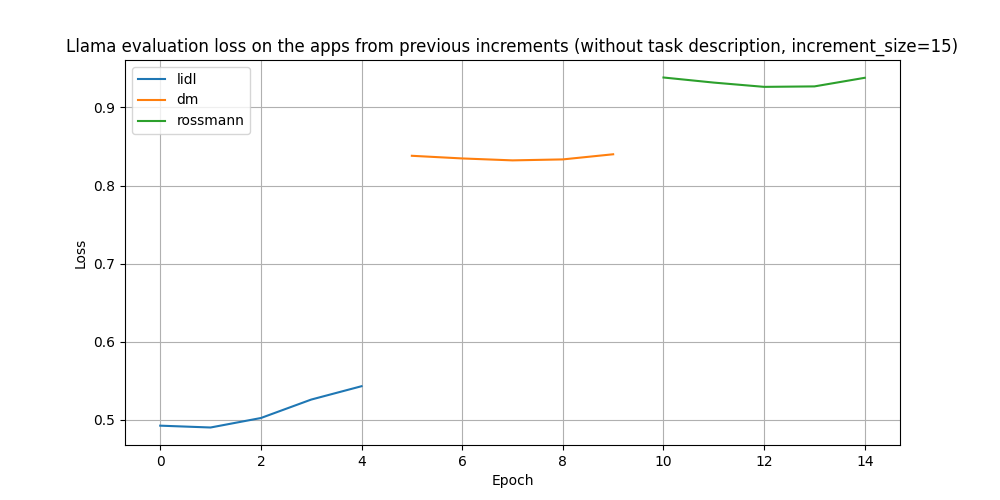 Llama evaluation loss on the apps from previous increments (without task description, increment_size=15)
lidl
dm
rossmann
0.9
0.8
0.7
0.6
0.5
Loss
0 2 4 6 8 10 12 14
Epoch